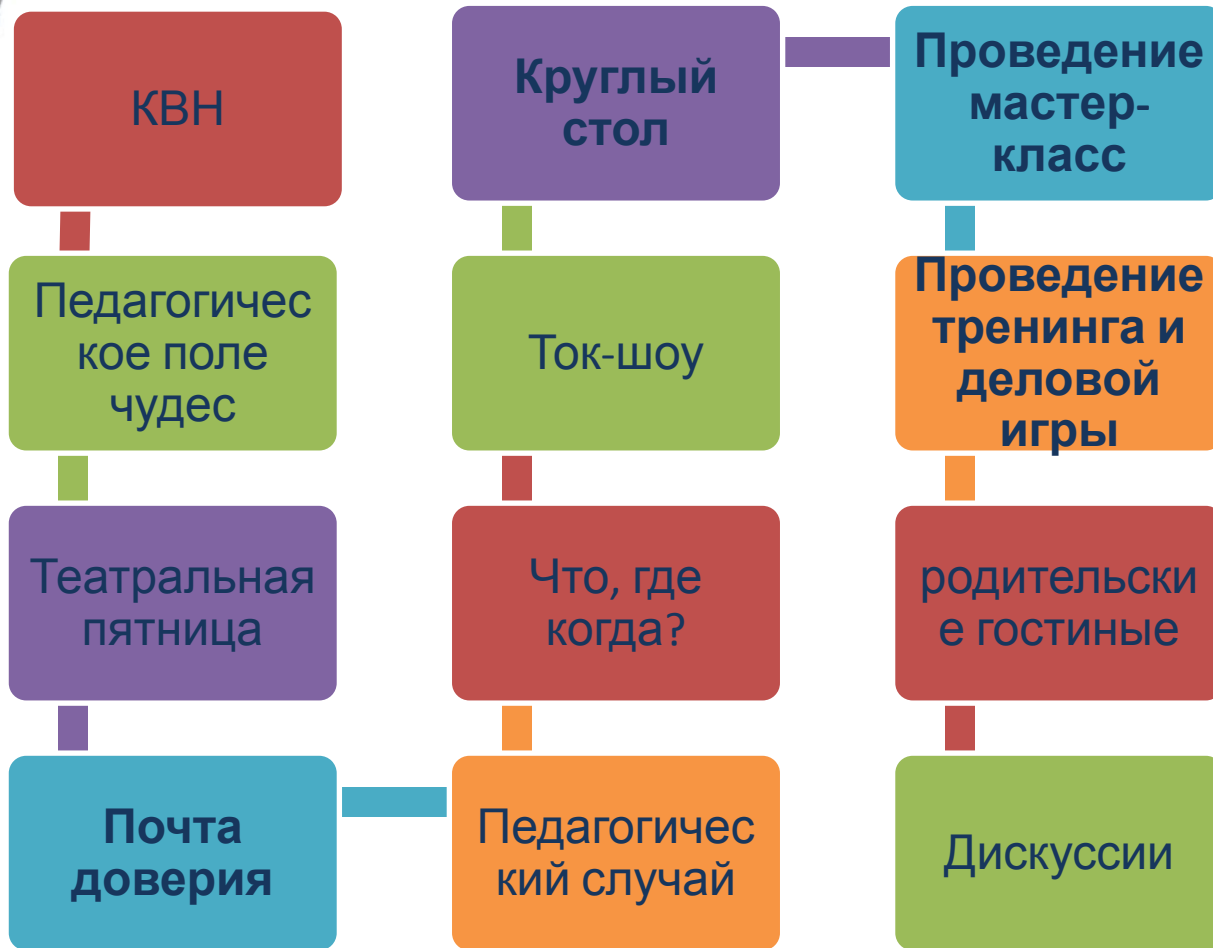 КВН
Педагогичес
кое поле
чудес
Театральная
пятница
Почта
доверия
Педагогичес
кий случай
Что, где
когда?
Ток-шоу
Круглый
стол
Проведение
мастер-
класс
Проведение
тренинга и
деловой
игры
родительски
е гостиные
Дискуссии